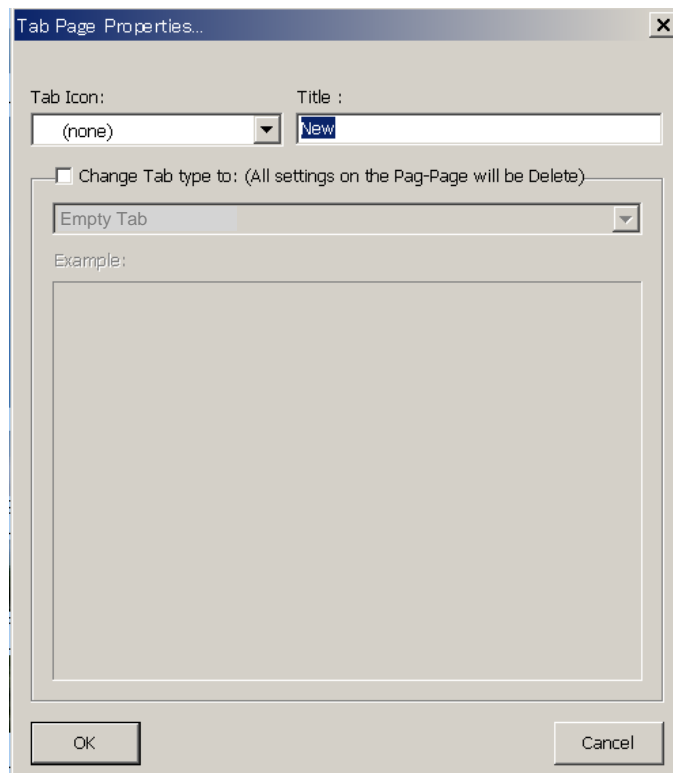 Tab Page Properties...
Tab Icon:
Title :
(none)
New
Change Tab type to: (All settings on the Pag-Page will be Delete)
Empty Tab
Example:
OK
Cancel